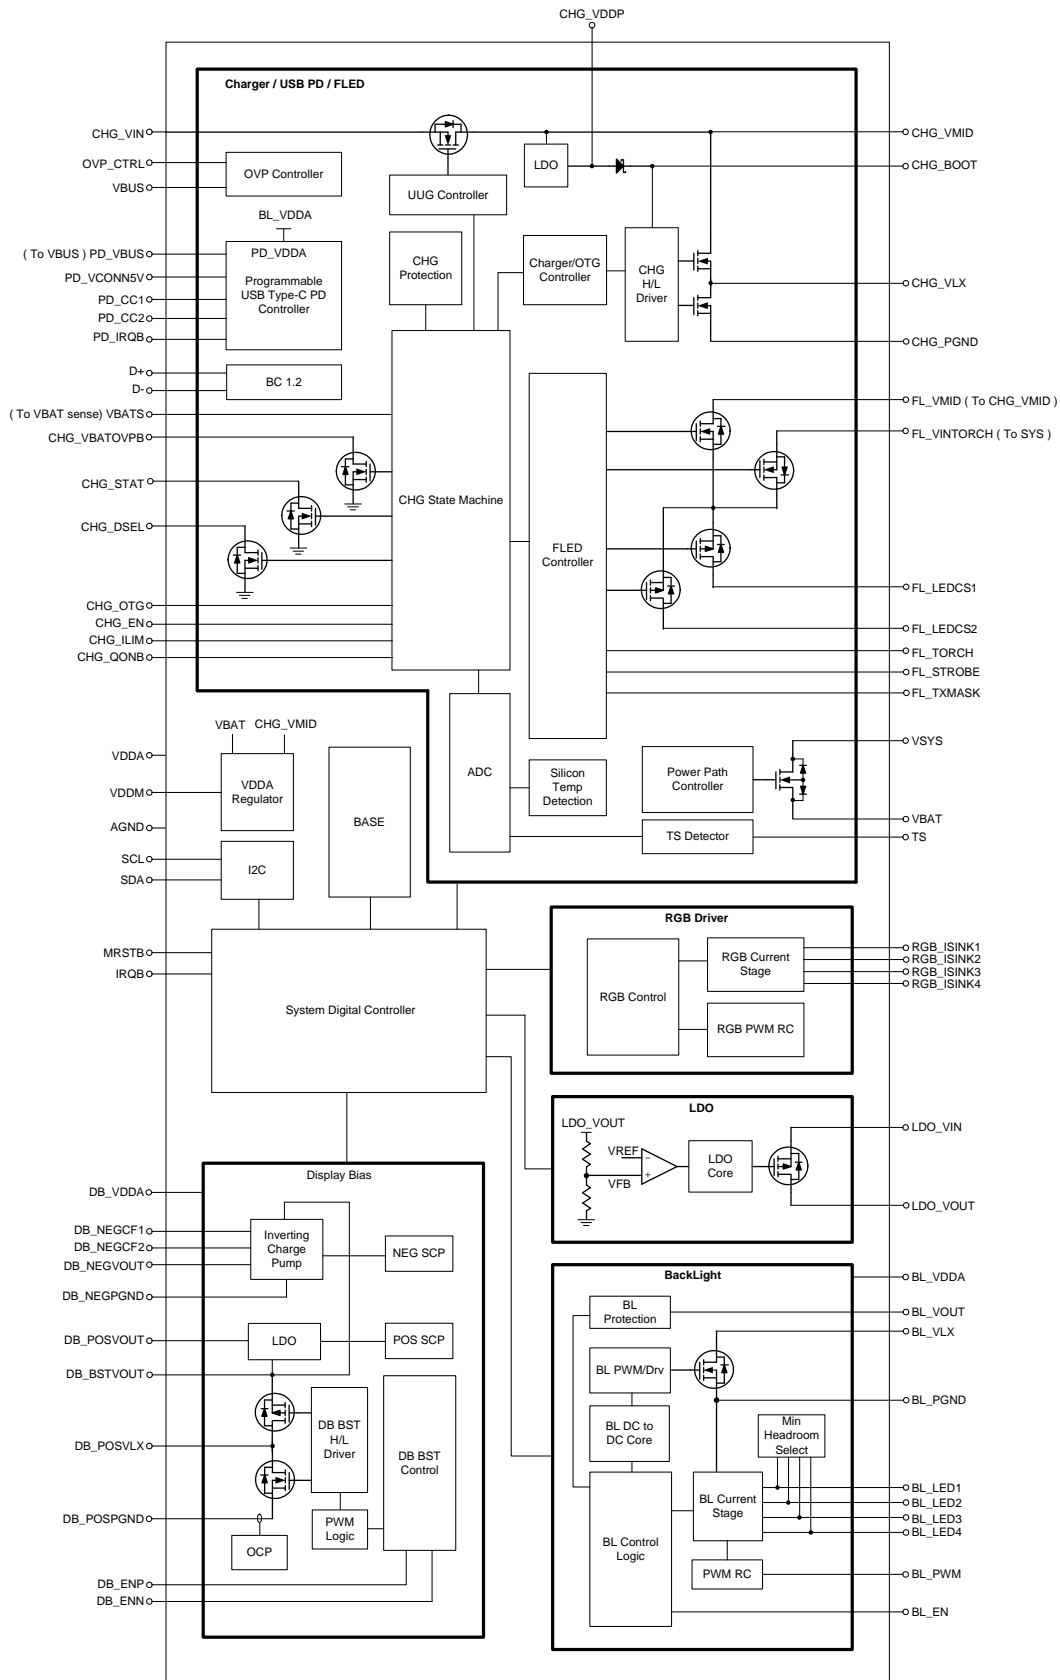 CHG_VDDP
Charger / USB PD / FLED
CHG_VIN
CHG_VMID
LDO
OVP_CTRL
CHG_BOOT
OVP Controller
VBUS
UUG Controller
BL_VDDA
( To VBUS ) PD_VBUS
PD_VDDA
Programmable
USB Type-C PD
Controller
PD_VCONN5V
PD_CC1
PD_CC2
PD_IRQB
CHG
Protection
Charger/OTG
Controller
CHG
H/L
Driver
CHG_VLX
CHG_PGND
D+
D-
BC 1.2
( To VBAT sense) VBATS
CHG_VBATOVPB
CHG_STAT
CHG_DSEL
CHG_OTG
CHG_EN
CHG_ILIM
CHG_QONB
CHG State Machine
FLED
Controller
FL_VMID ( To CHG_VMID )
FL_VINTORCH ( To SYS )
FL_LEDCS1
FL_LEDCS2
FL_TORCH
FL_STROBE
FL_TXMASK
VBAT
CHG_VMID
VDDA
VDDM
VDDA
Regulator
AGND
BASE
ADC
Silicon
Temp
Detection
Power Path
Controller
VSYS
VBAT
TS Detector
TS
SCL
SDA
I2C
MRSTB
IRQB
System Digital Controller
RGB Driver
RGB Control
RGB Current
Stage
RGB PWM RC
RGB_ISINK1
RGB_ISINK2
RGB_ISINK3
RGB_ISINK4
LDO
LDO_VOUT
VREF
−
+
VFB
LDO
Core
LDO_VIN
LDO_VOUT
Display Bias
DB_VDDA
DB_NEGCF1
DB_NEGCF2
DB_NEGVOUT
DB_NEGPGND
Inverting
Charge
Pump
NEG SCP
DB_POSVOUT
LDO
POS SCP
DB_BSTVOUT
DB_POSVLX
DB_POSPGND
DB BST
H/L
Driver
DB BST
Control
PWM
Logic
OCP
DB_ENP
DB_ENN
BackLight
BL_VDDA
BL
Protection
BL_VOUT
BL_VLX
BL PWM/Drv
BL_PGND
BL DC to
DC Core
Min
Headroom
Select
BL Control
Logic
BL Current
Stage
BL_LED1
BL_LED2
BL_LED3
BL_LED4
PWM RC
BL_PWM
BL_EN